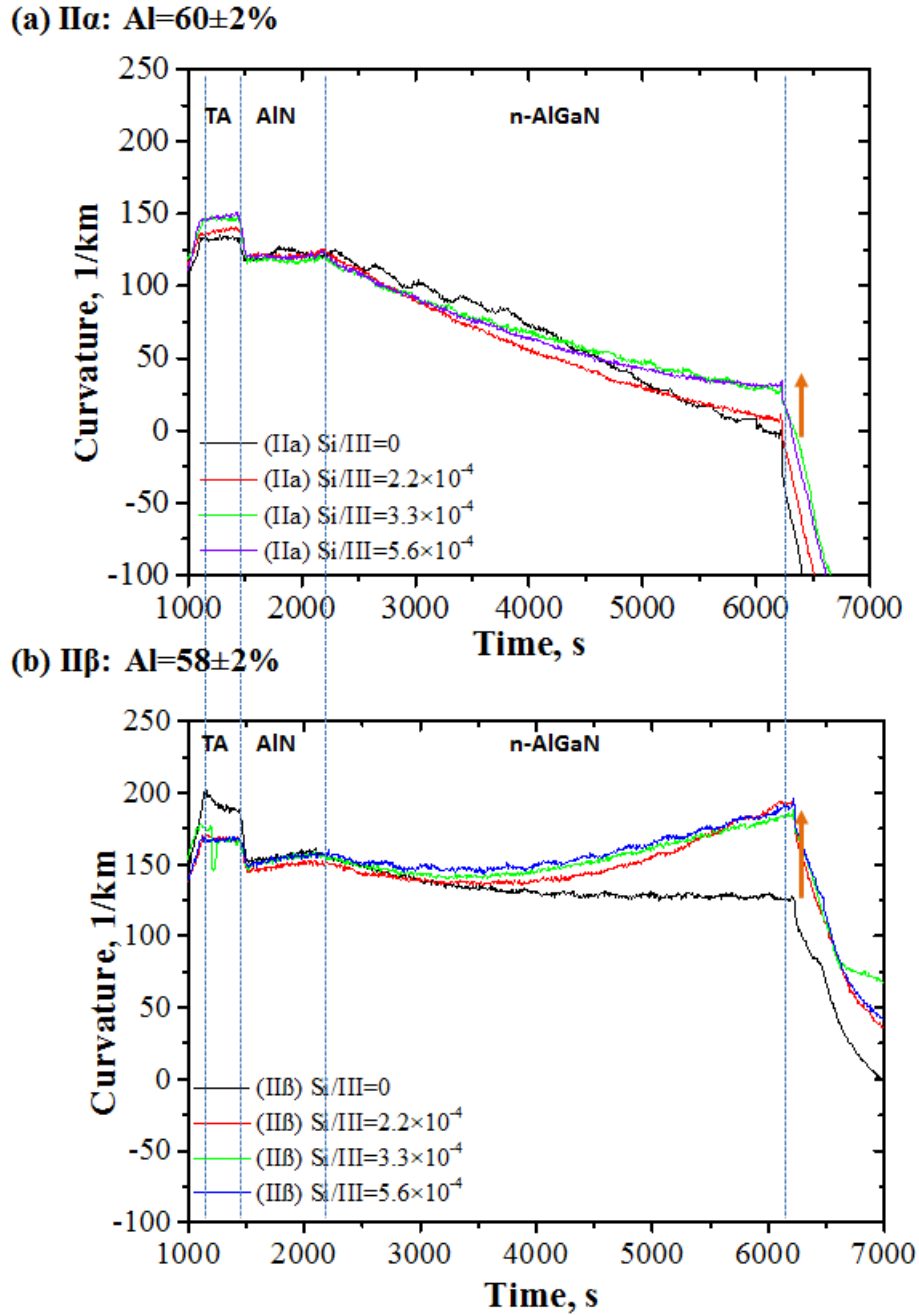 (a) IIα: Al=60±2%
250
200
150
100
50
0
-50
-100
Curvature, 1/km
TA
AlN
n-AlGaN
(IIa) Si/III=0
(IIa) Si/III=2.2×10⁻⁴
(IIa) Si/III=3.3×10⁻⁴
(IIa) Si/III=5.6×10⁻⁴
1000 2000 3000 4000 5000 6000 7000
Time, s
(b) IIβ: Al=58±2%
250
200
150
100
50
0
-50
-100
Curvature, 1/km
TA
AlN
n-AlGaN
(IIß) Si/III=0
(IIß) Si/III=2.2×10⁻⁴
(IIß) Si/III=3.3×10⁻⁴
(IIß) Si/III=5.6×10⁻⁴
1000 2000 3000 4000 5000 6000 7000
Time, s